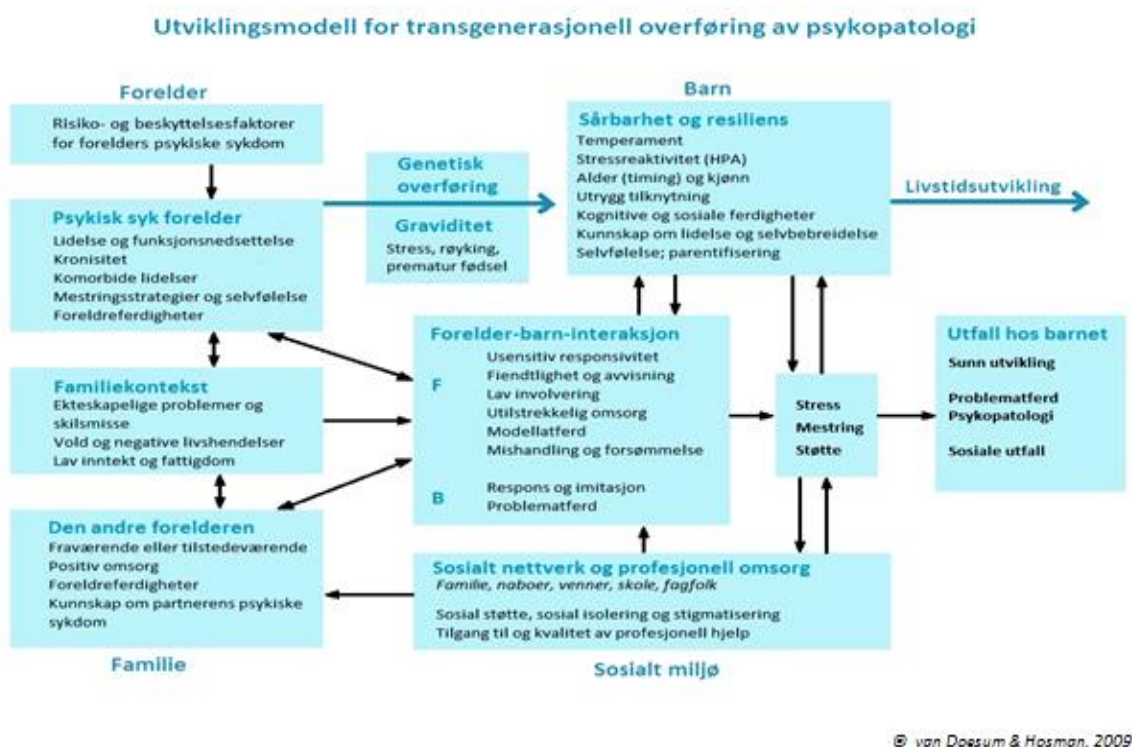 Utviklingsmodell for transgenerasjonell overføring av psykopatologi
Forelder
Risiko- og beskyttelsesfaktorer
for forelders psykiske sykdom
Psykisk syk forelder
Lidelse og funksjonsnedsettelse
Kronisitet
Komorbide lidelser
Mestringsstrategier og selvfølelse
Foreldreferdigheter
Familiekontekst
Ekteskapelige problemer og
skilsmisse
Vold og negative livshendelser
Lav inntekt og fattigdom
Den andre forelderen
Fraværende eller tilstedeværende
Positiv omsorg
Foreldreferdigheter
Kunnskap om partnerens psykiske
sykdom
Familie
Genetisk
overføring
Graviditet
Stress, røyking,
prematur fødsel
Barn
Sårbarhet og resiliens
Temperament
Stressreaktivitet (HPA)
Alder (timing) og kjønn
Utrygg tilknytning
Kognitive og sosiale ferdigheter
Kunnskap om lidelse og selvbebreidelse
Selvfølelse; parentifisering
Livstidsutvikling
Forelder-barn-interaksjon
Usensitiv responsivitet
F
Fiendtlighet og avvisning
Lav involvering
Utilstrekkelig omsorg
Modellatferd
Mishandling og forsømmelse
B
Respons og imitasjon
Problematferd
Stress
Mestring
Støtte
Utfall hos barnet
Sunn utvikling
Problematferd
Psykopatologi
Sosiale utfall
Sosialt nettverk og profesjonell omsorg
Familie, naboer, venner, skole, fagfolk
Sosial støtte, sosial isolering og stigmatisering
Tilgang til og kvalitet av profesjonell hjelp
Sosialt miljø
© van Doesum & Hosman, 2009